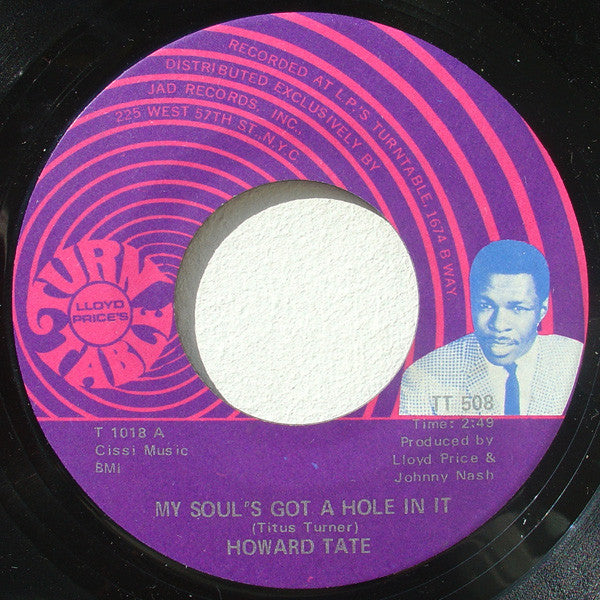 RECORDED AT L.P.'S TURNTABLE, 1674 B'WAY
DISTRIBUTED EXCLUSIVELY BY
JAD RECORDS, INC.,
225 WEST 57TH ST., N.Y.C
TURN
LLOYD
PRICE'S
TABLE
TT 508
T 1018 A
Cissi Music
BMI
Time: 2:49
Produced by
Lloyd Price &
Johnny Nash
MY SOUL"S GOT A HOLE IN IT
(Titus Turner)
HOWARD TATE